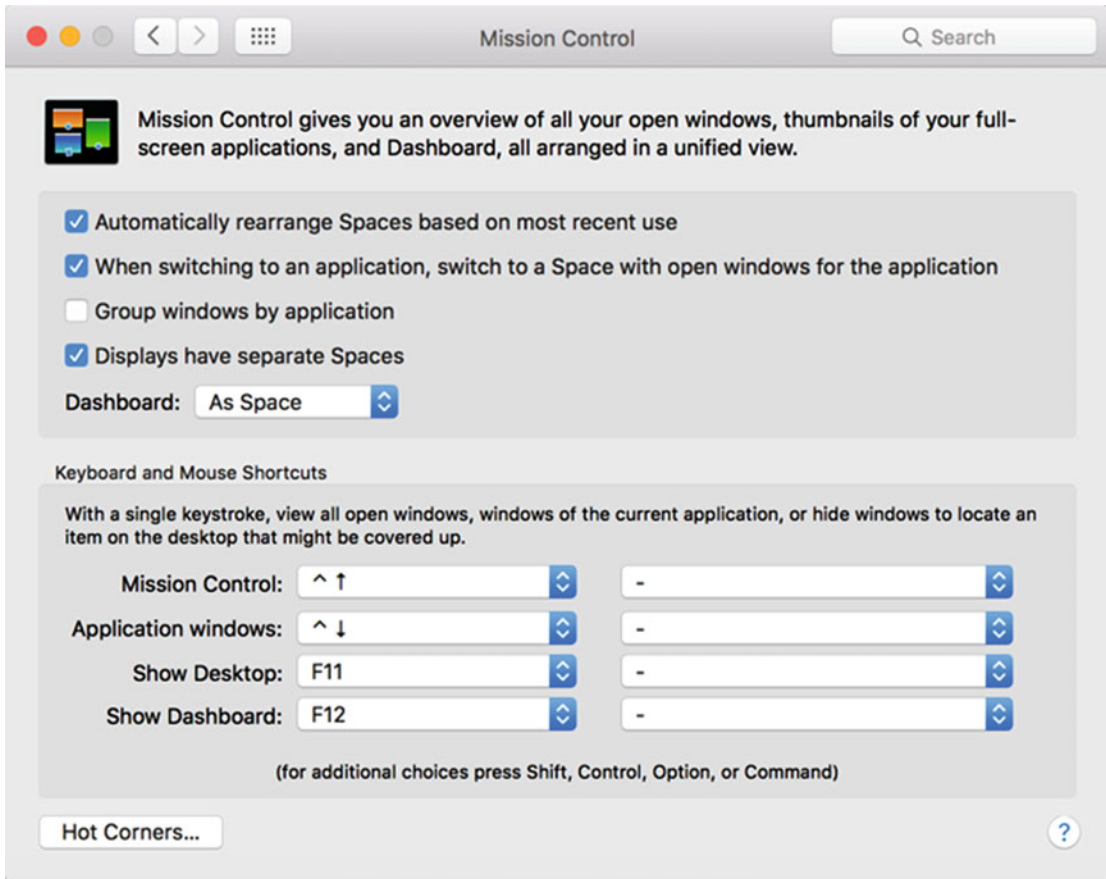 Mission Control
Search
Mission Control gives you an overview of all your open windows, thumbnails of your full-
screen applications, and Dashboard, all arranged in a unified view.
Automatically rearrange Spaces based on most recent use
When switching to an application, switch to a Space with open windows for the application
Group windows by application
Displays have separate Spaces
Dashboard: As Space
Keyboard and Mouse Shortcuts
With a single keystroke, view all open windows, windows of the current application, or hide windows to locate an
item on the desktop that might be covered up.
Mission Control: ^ ↑ -
Application windows: ^ ↓ -
Show Desktop: F11 -
Show Dashboard: F12 -
(for additional choices press Shift, Control, Option, or Command)
Hot Corners... ?